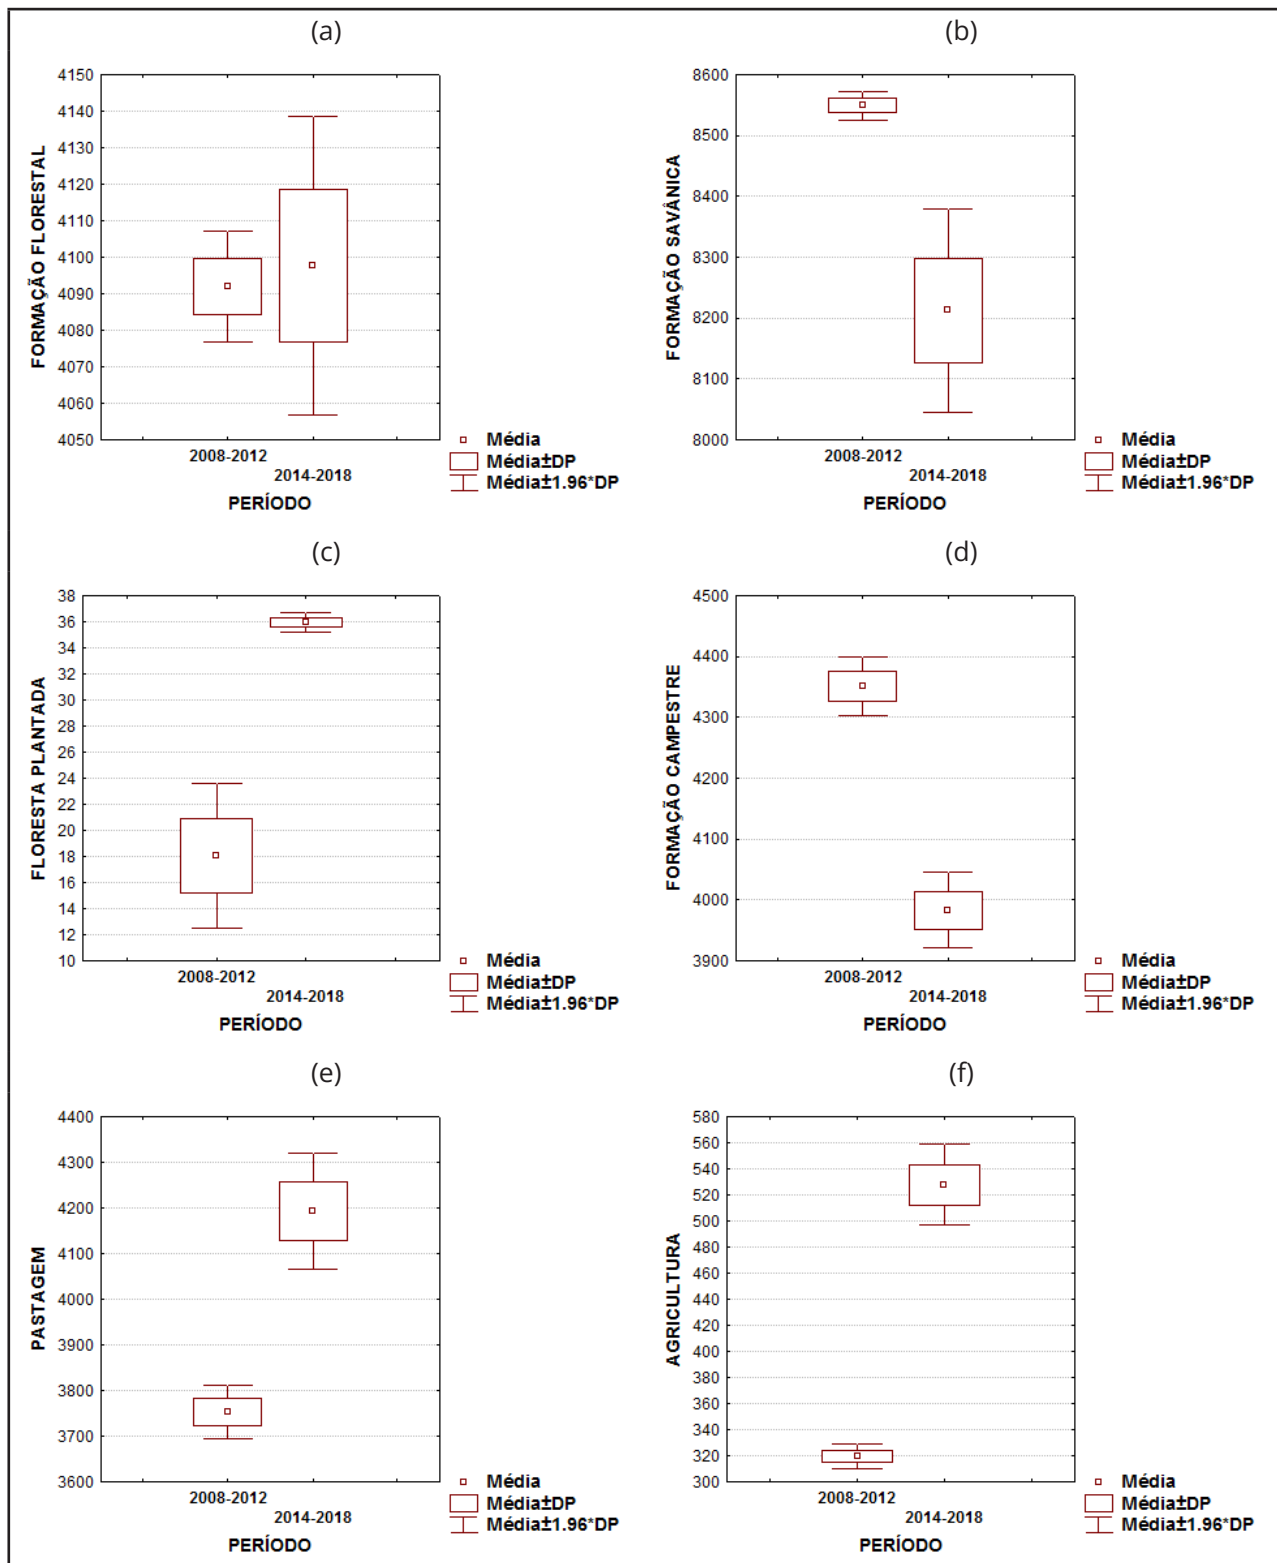 (a)
FORMAÇÃO FLORESTAL
4150
4140
4130
4120
4110
4100
4090
4080
4070
4060
4050
2008-2012
2014-2018
PERÍODO
Média
Média±DP
Média±1.96*DP
(b)
FORMAÇÃO SAVÂNICA
8600
8500
8400
8300
8200
8100
8000
2008-2012
2014-2018
PERÍODO
Média
Média±DP
Média±1.96*DP
(c)
FLORESTA PLANTADA
38
36
34
32
30
28
26
24
22
20
18
16
14
12
10
2008-2012
2014-2018
PERÍODO
Média
Média±DP
Média±1.96*DP
(d)
FORMAÇÃO CAMPESTRE
4500
4400
4300
4200
4100
4000
3900
2008-2012
2014-2018
PERÍODO
Média
Média±DP
Média±1.96*DP
(e)
PASTAGEM
4400
4300
4200
4100
4000
3900
3800
3700
3600
2008-2012
2014-2018
PERÍODO
Média
Média±DP
Média±1.96*DP
(f)
AGRICULTURA
580
560
540
520
500
480
460
440
420
400
380
360
340
320
300
2008-2012
2014-2018
PERÍODO
Média
Média±DP
Média±1.96*DP